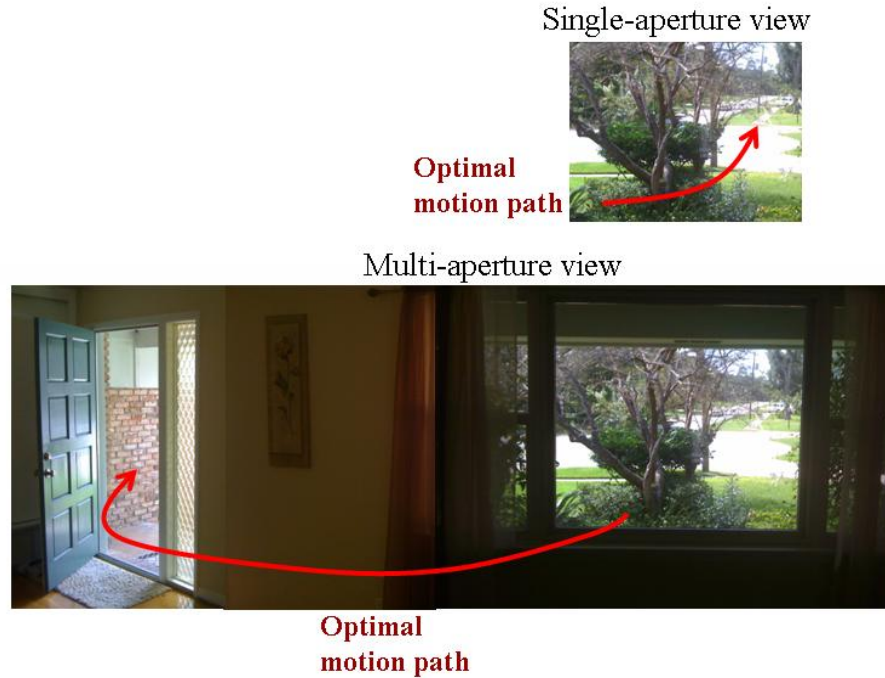 Single-aperture view
Optimal
motion path
Multi-aperture view
Optimal
motion path